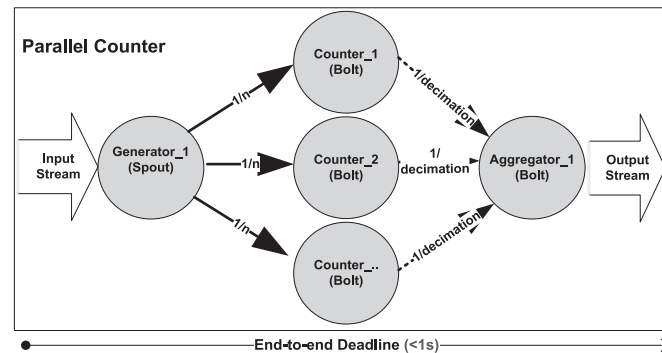 Parallel Counter
Counter_1
(Bolt)
1/n
1/decimation
Input
Stream
Generator_1
(Spout)
1/n
Counter_2
(Bolt)
1/
decimation
Aggregator_1
(Bolt)
Output
Stream
1/n
1/decimation
Counter_..
(Bolt)
End-to-end Deadline (<1s)